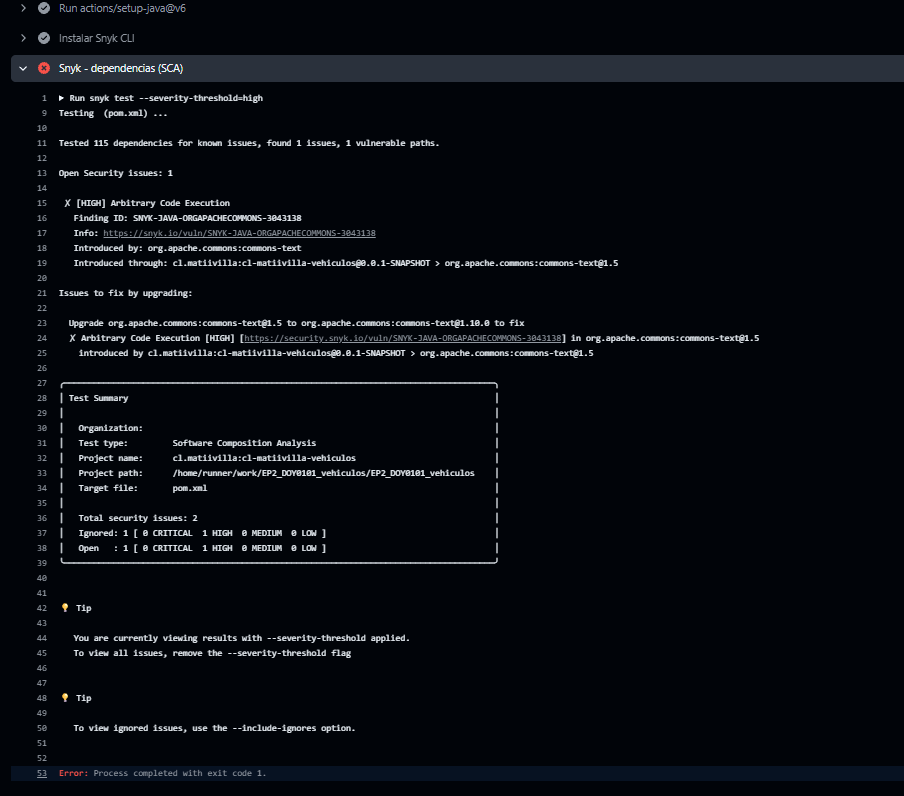 Run actions/setup-java@v6
Instalar Snyk CLI
Snyk - dependencias (SCA)
1 ▶ Run snyk test --severity-threshold=high
9 Testing  (pom.xml) ...
10
11 Tested 115 dependencies for known issues, found 1 issues, 1 vulnerable paths.
12
13 Open Security issues: 1
14
15 ✗ [HIGH] Arbitrary Code Execution
16 Finding ID: SNYK-JAVA-ORGAPACHECOMMONS-3043138
17 Info: https://snyk.io/vuln/SNYK-JAVA-ORGAPACHECOMMONS-3043138
18 Introduced by: org.apache.commons:commons-text
19 Introduced through: cl.matiivilla:cl-matiivilla-vehiculos@0.0.1-SNAPSHOT > org.apache.commons:commons-text@1.5
20
21 Issues to fix by upgrading:
22
23 Upgrade org.apache.commons:commons-text@1.5 to org.apache.commons:commons-text@1.10.0 to fix
24 ✗ Arbitrary Code Execution [HIGH] [https://security.snyk.io/vuln/SNYK-JAVA-ORGAPACHECOMMONS-3043138] in org.apache.commons:commons-text@1.5
25 introduced by cl.matiivilla:cl-matiivilla-vehiculos@0.0.1-SNAPSHOT > org.apache.commons:commons-text@1.5
26
27
28 Test Summary
29
30 Organization:
31 Test type: Software Composition Analysis
32 Project name: cl.matiivilla:cl-matiivilla-vehiculos
33 Project path: /home/runner/work/EP2_DOY0101_vehiculos/EP2_DOY0101_vehiculos
34 Target file: pom.xml
35
36 Total security issues: 2
37 Ignored: 1 [ 0 CRITICAL  1 HIGH  0 MEDIUM  0 LOW ]
38 Open   : 1 [ 0 CRITICAL  1 HIGH  0 MEDIUM  0 LOW ]
39
40
41
42 💡 Tip
43
44 You are currently viewing results with --severity-threshold applied.
45 To view all issues, remove the --severity-threshold flag
46
47
48 💡 Tip
49
50 To view ignored issues, use the --include-ignores option.
51
52
53 Error: Process completed with exit code 1.